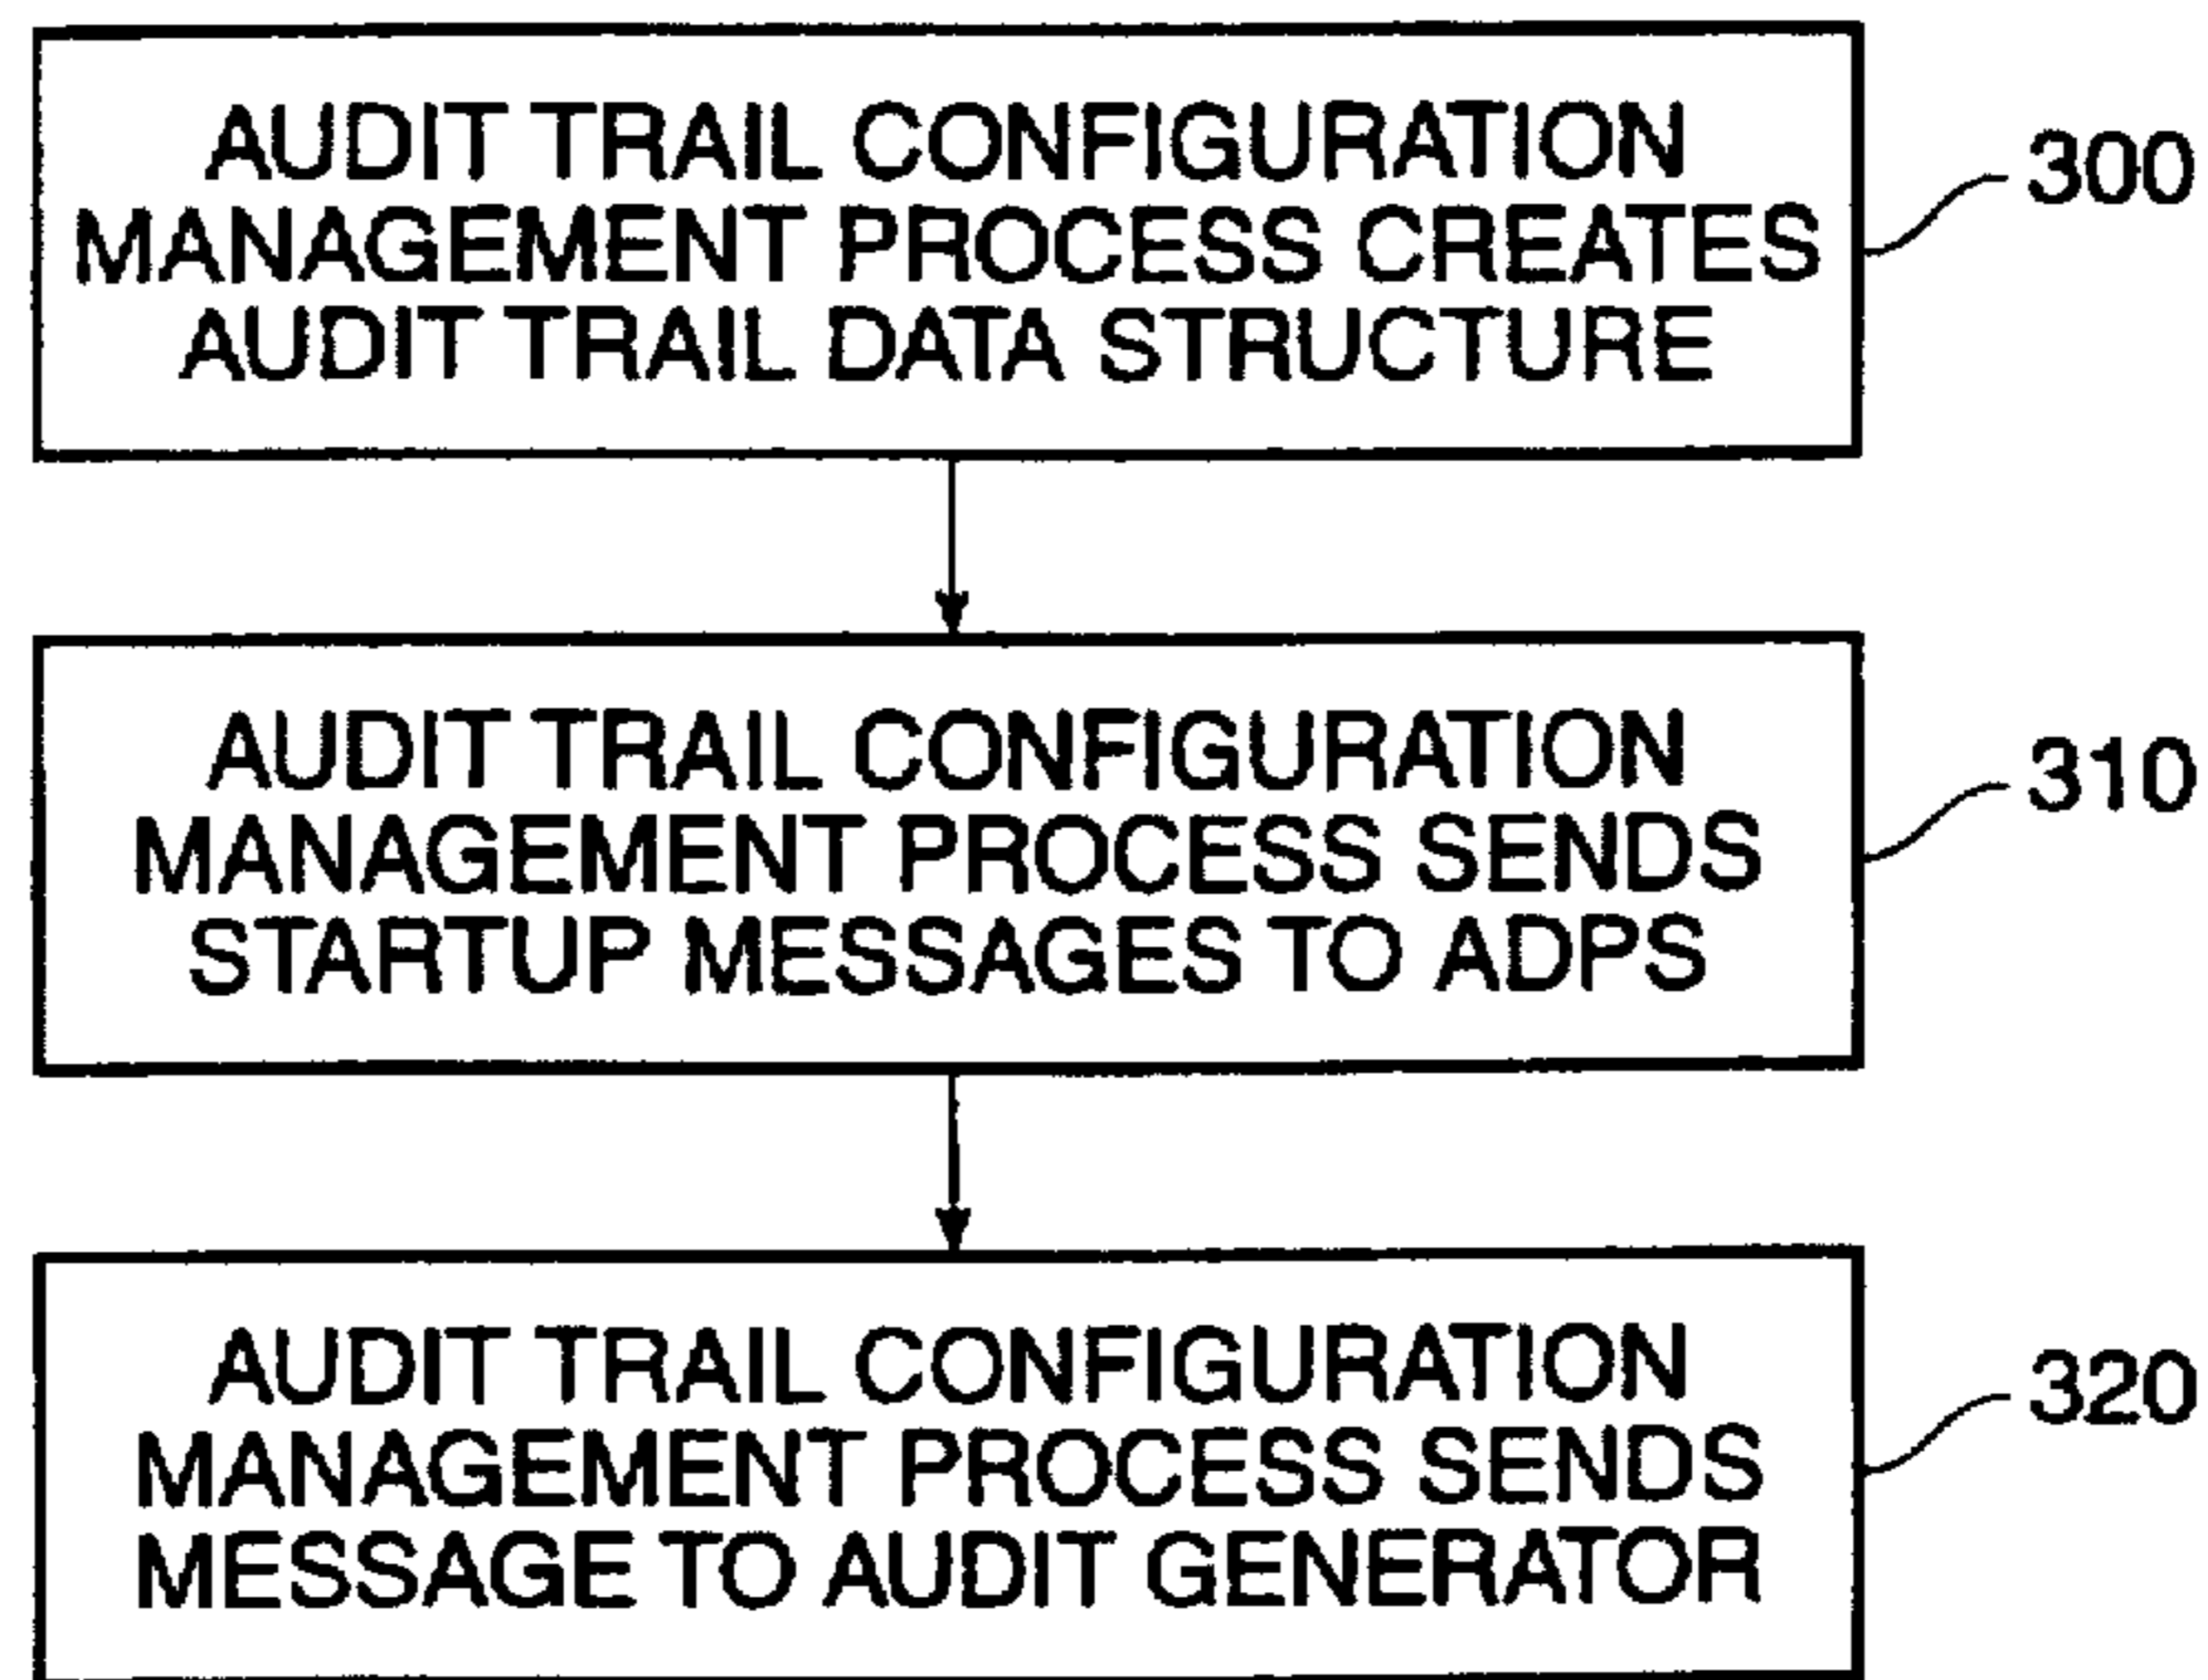 AUDIT TRAIL CONFIGURATION
MANAGEMENT PROCESS CREATES
AUDIT TRAIL DATA STRUCTURE
300
AUDIT TRAIL CONFIGURATION
MANAGEMENT PROCESS SENDS
STARTUP MESSAGES TO ADPS
310
AUDIT TRAIL CONFIGURATION
MANAGEMENT PROCESS SENDS
MESSAGE TO AUDIT GENERATOR
320